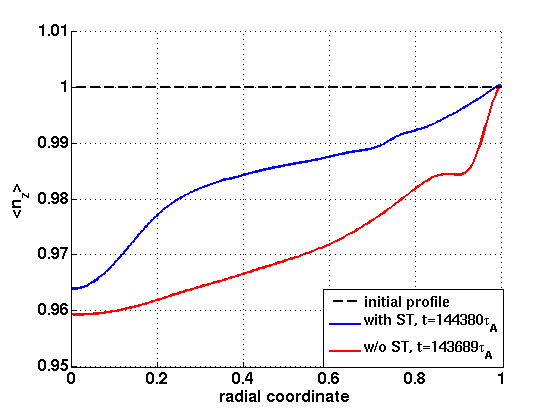 1.01
1
0.99
0.98
0.97
0.96
0.95
<n_z>
0 0.2 0.4 0.6 0.8 1
radial coordinate
initial profile
with ST, t=144380τ_A
w/o ST, t=143689τ_A